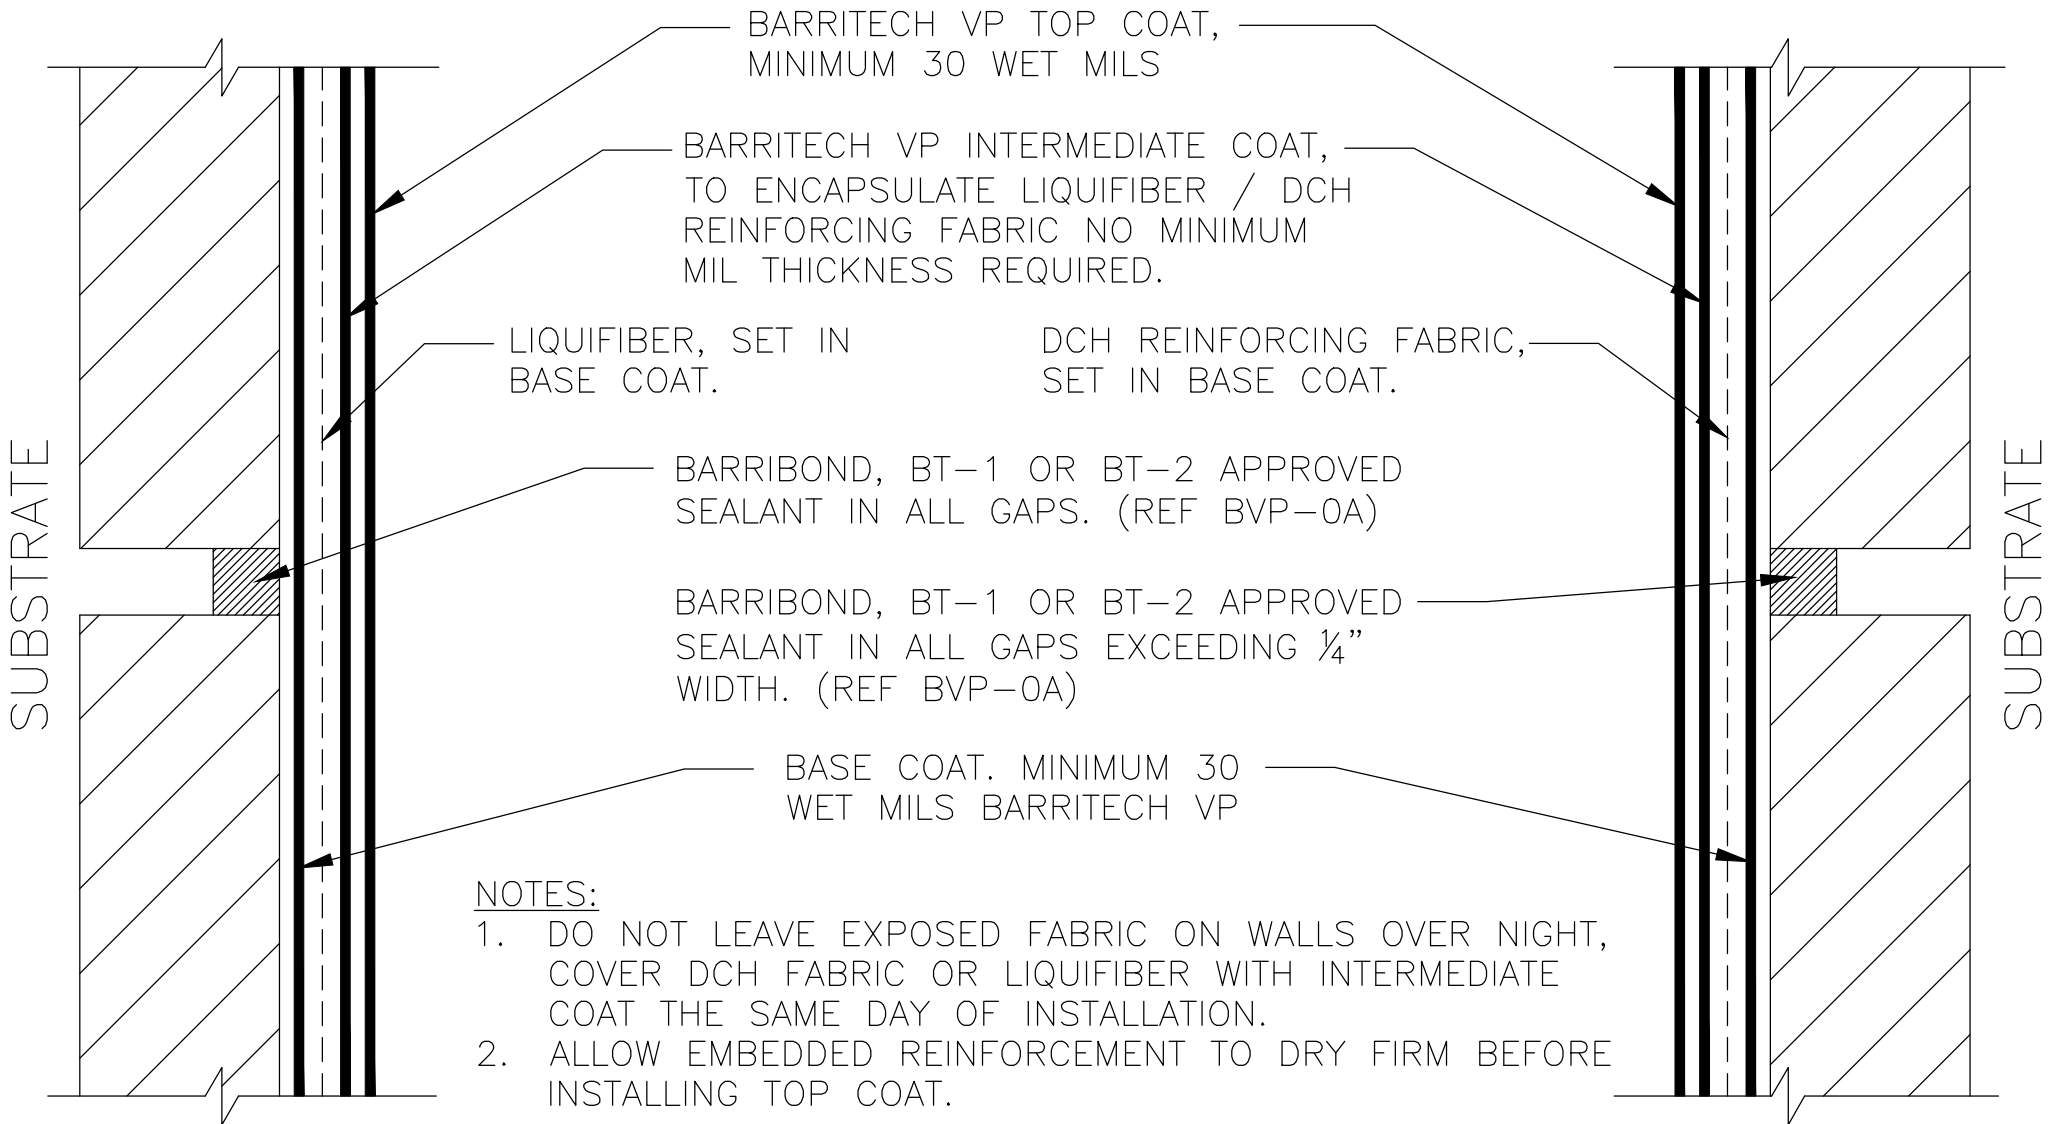 BARRITECH VP TOP COAT,
MINIMUM 30 WET MILS
BARRITECH VP INTERMEDIATE COAT,
TO ENCAPSULATE LIQUIFIBER / DCH
REINFORCING FABRIC NO MINIMUM
MIL THICKNESS REQUIRED.
LIQUIFIBER, SET IN
BASE COAT.
DCH REINFORCING FABRIC,
SET IN BASE COAT.
SUBSTRATE
SUBSTRATE
BARRIBOND, BT-1 OR BT-2 APPROVED
SEALANT IN ALL GAPS. (REF BVP-0A)
BARRIBOND, BT-1 OR BT-2 APPROVED
SEALANT IN ALL GAPS EXCEEDING ¼”
WIDTH. (REF BVP-0A)
BASE COAT. MINIMUM 30
WET MILS BARRITECH VP
NOTES:
1. DO NOT LEAVE EXPOSED FABRIC ON WALLS OVER NIGHT,
COVER DCH FABRIC OR LIQUIFIBER WITH INTERMEDIATE
COAT THE SAME DAY OF INSTALLATION.
2. ALLOW EMBEDDED REINFORCEMENT TO DRY FIRM BEFORE
INSTALLING TOP COAT.